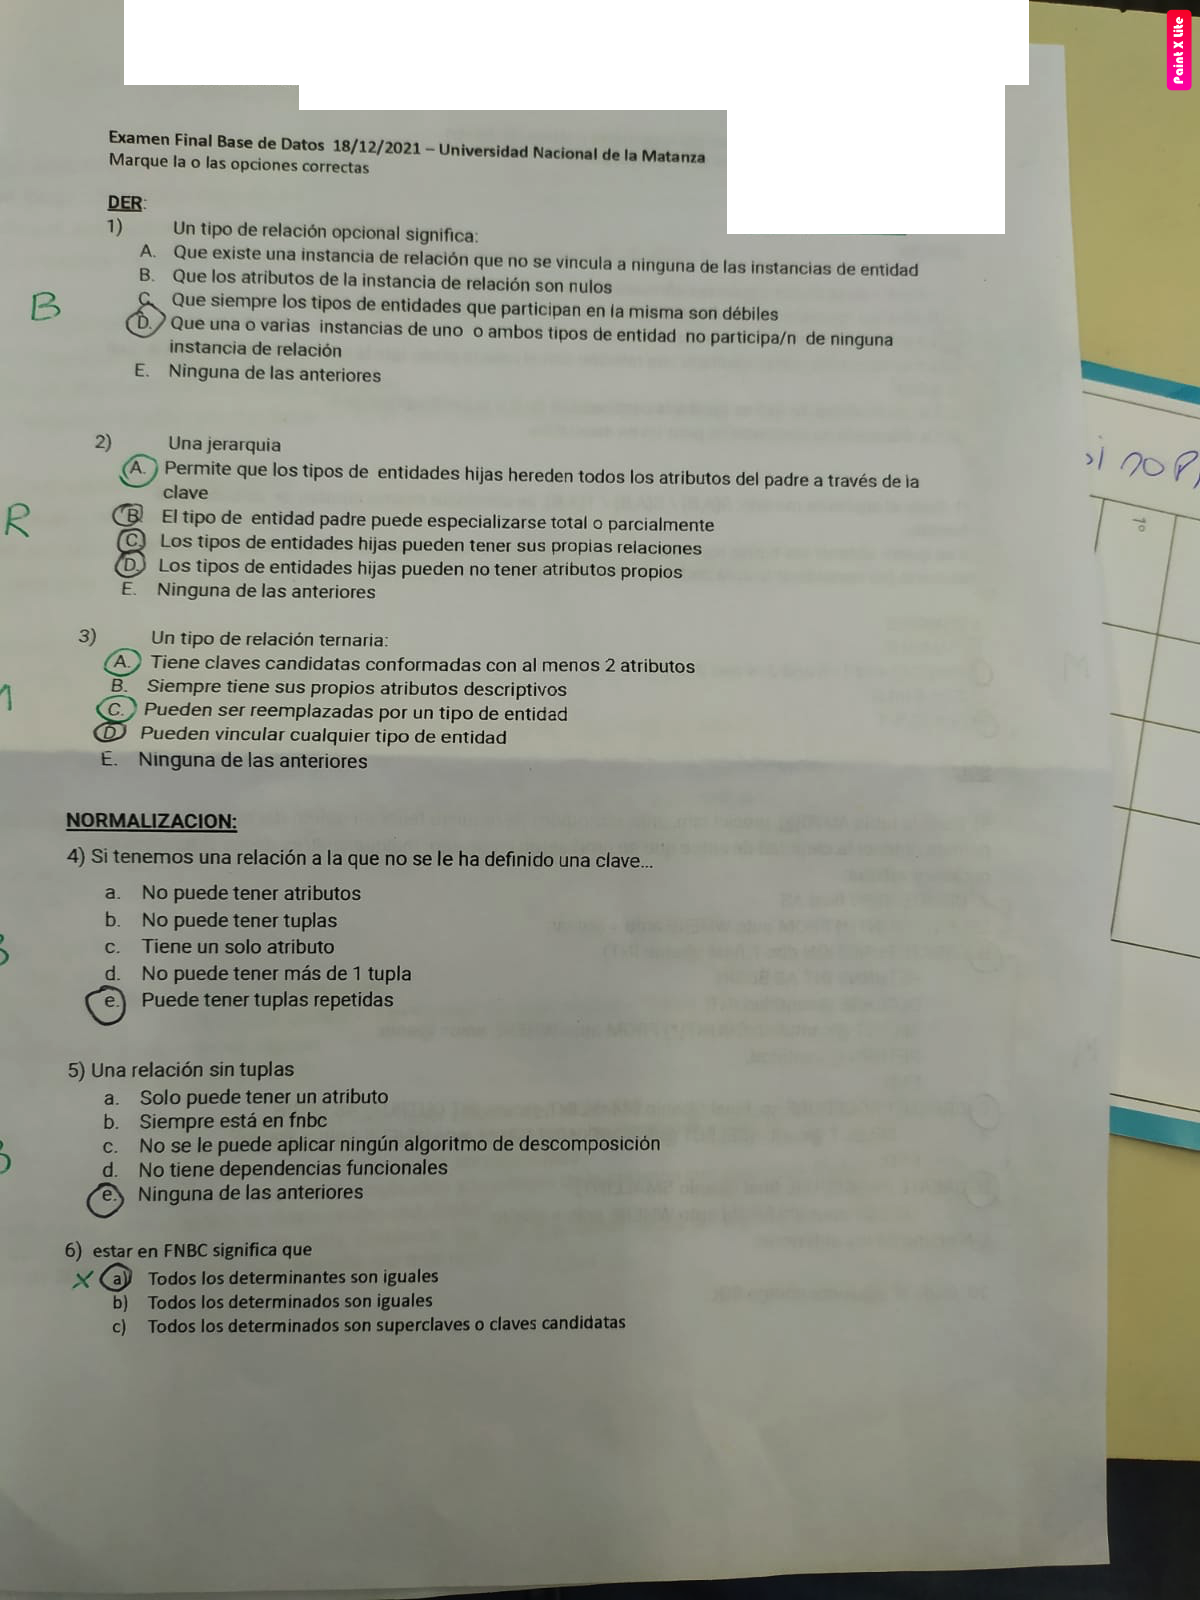 Paint X lite
Examen Final Base de Datos 18/12/2021 – Universidad Nacional de la Matanza
Marque la o las opciones correctas
DER:
1) Un tipo de relación opcional significa:
A. Que existe una instancia de relación que no se vincula a ninguna de las instancias de entidad
B. Que los atributos de la instancia de relación son nulos
C. Que siempre los tipos de entidades que participan en la misma son débiles
B
D. Que una o varias instancias de uno o ambos tipos de entidad no participa/n de ninguna
instancia de relación
E. Ninguna de las anteriores
2) Una jerarquia
A. Permite que los tipos de entidades hijas hereden todos los atributos del padre a través de la
clave
R
B. El tipo de entidad padre puede especializarse total o parcialmente
C. Los tipos de entidades hijas pueden tener sus propias relaciones
D. Los tipos de entidades hijas pueden no tener atributos propios
E. Ninguna de las anteriores
3) Un tipo de relación ternaria:
A. Tiene claves candidatas conformadas con al menos 2 atributos
B. Siempre tiene sus propios atributos descriptivos
C. Pueden ser reemplazadas por un tipo de entidad
D. Pueden vincular cualquier tipo de entidad
E. Ninguna de las anteriores
NORMALIZACION:
4) Si tenemos una relación a la que no se le ha definido una clave...
a. No puede tener atributos
b. No puede tener tuplas
c. Tiene un solo atributo
d. No puede tener más de 1 tupla
e. Puede tener tuplas repetidas
5) Una relación sin tuplas
a. Solo puede tener un atributo
b. Siempre está en fnbc
c. No se le puede aplicar ningún algoritmo de descomposición
d. No tiene dependencias funcionales
e. Ninguna de las anteriores
6) estar en FNBC significa que
X a) Todos los determinantes son iguales
b) Todos los determinados son iguales
c) Todos los determinados son superclaves o claves candidatas